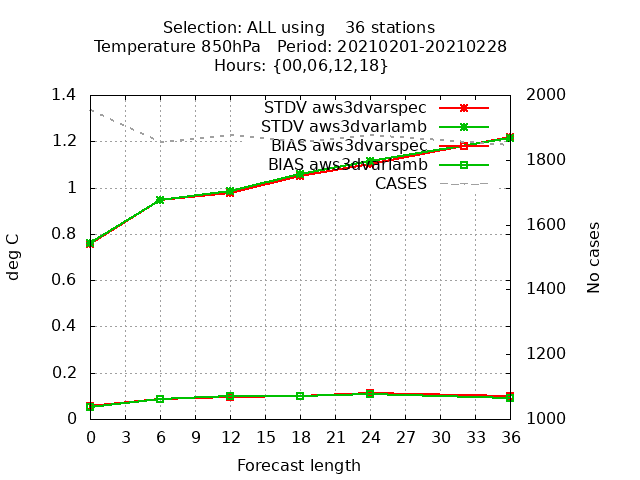 Selection: ALL using    36 stations
Temperature 850hPa   Period: 20210201-20210228
Hours: {00,06,12,18}
1.4
1.2
1
0.8
0.6
0.4
0.2
0
deg C
STDV aws3dvarspec
STDV aws3dvarlamb
BIAS aws3dvarspec
BIAS aws3dvarlamb
CASES
2000
1800
1600
1400
1200
1000
No cases
0 3 6 9 12 15 18 21 24 27 30 33 36
Forecast length